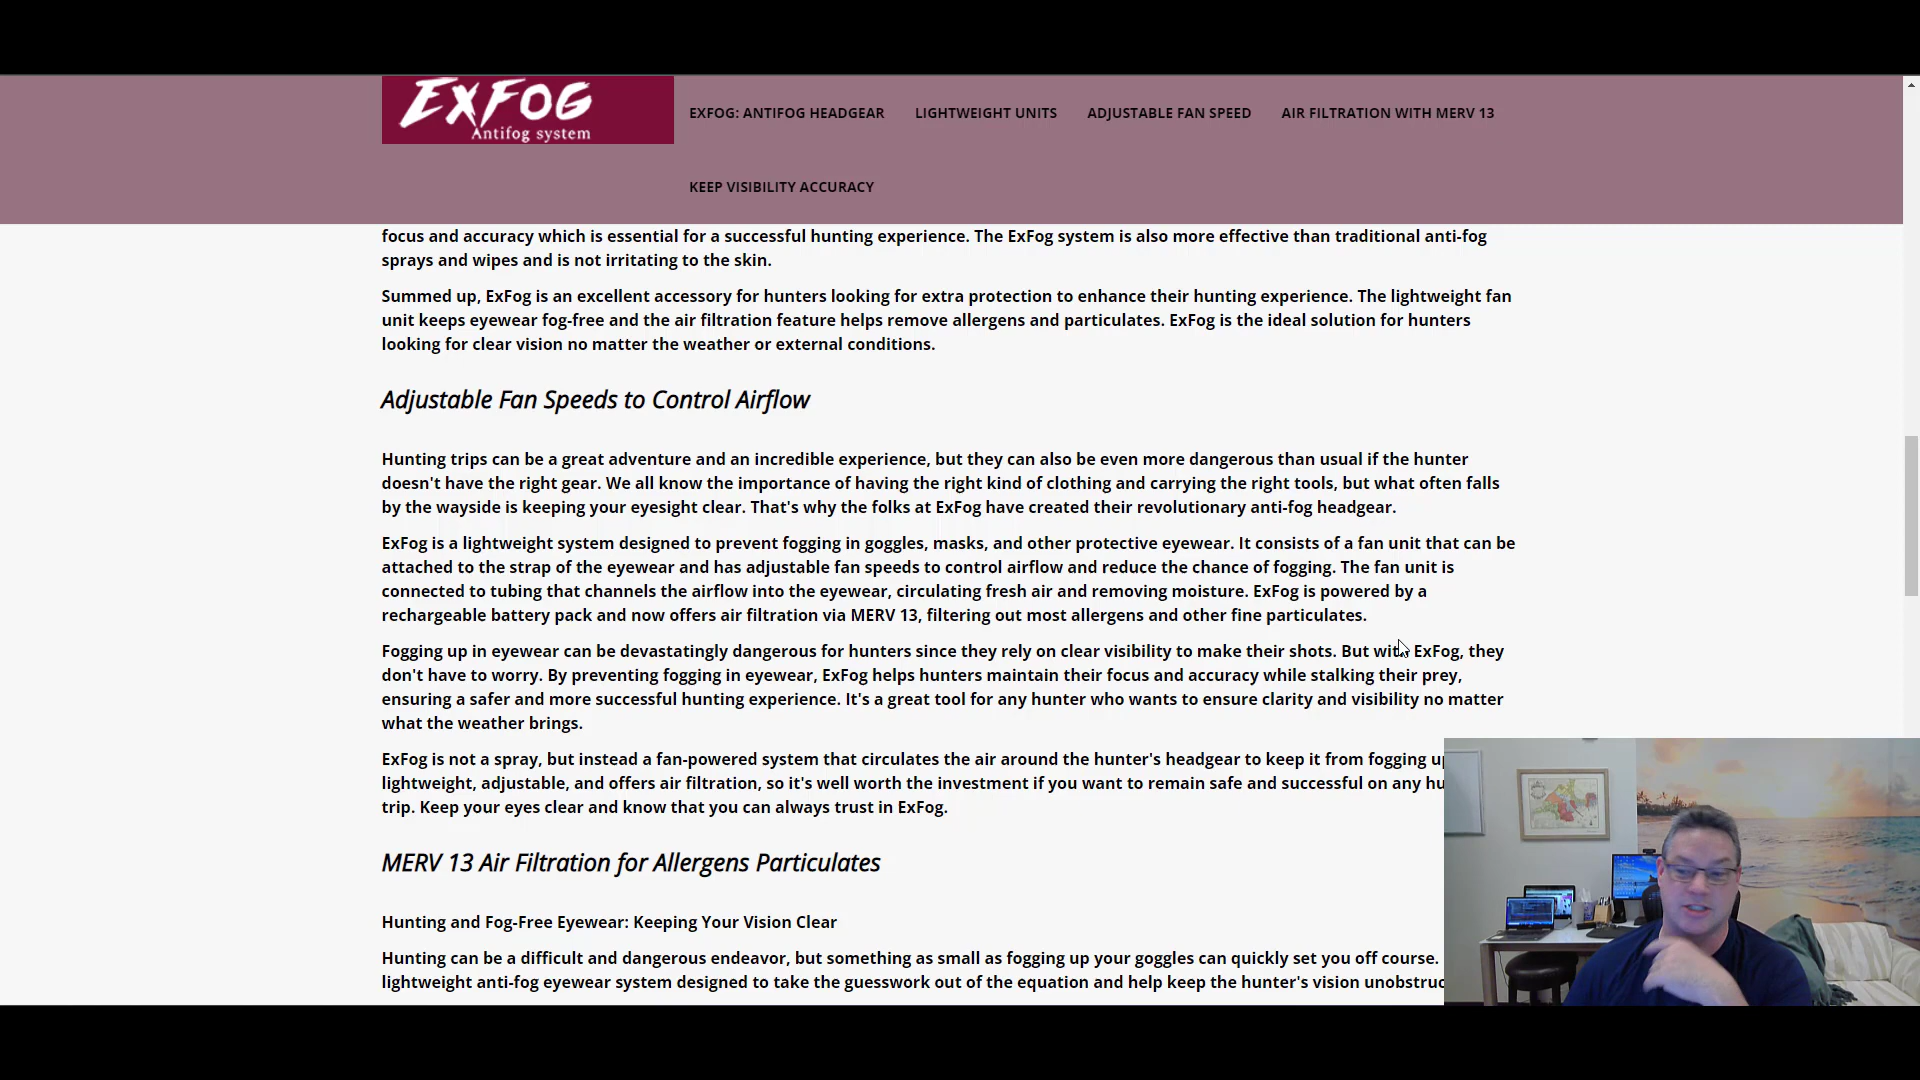 EXFOG
Antifog system
EXFOG: ANTIFOG HEADGEAR
LIGHTWEIGHT UNITS
ADJUSTABLE FAN SPEED
AIR FILTRATION WITH MERV 13
KEEP VISIBILITY ACCURACY
focus and accuracy which is essential for a successful hunting experience. The ExFog system is also more effective than traditional anti-fog
sprays and wipes and is not irritating to the skin.
Summed up, ExFog is an excellent accessory for hunters looking for extra protection to enhance their hunting experience. The lightweight fan
unit keeps eyewear fog-free and the air filtration feature helps remove allergens and particulates. ExFog is the ideal solution for hunters
looking for clear vision no matter the weather or external conditions.
Adjustable Fan Speeds to Control Airflow
Hunting trips can be a great adventure and an incredible experience, but they can also be even more dangerous than usual if the hunter
doesn't have the right gear. We all know the importance of having the right kind of clothing and carrying the right tools, but what often falls
by the wayside is keeping your eyesight clear. That's why the folks at ExFog have created their revolutionary anti-fog headgear.
ExFog is a lightweight system designed to prevent fogging in goggles, masks, and other protective eyewear. It consists of a fan unit that can be
attached to the strap of the eyewear and has adjustable fan speeds to control airflow and reduce the chance of fogging. The fan unit is
connected to tubing that channels the airflow into the eyewear, circulating fresh air and removing moisture. ExFog is powered by a
rechargeable battery pack and now offers air filtration via MERV 13, filtering out most allergens and other fine particulates.
Fogging up in eyewear can be devastatingly dangerous for hunters since they rely on clear visibility to make their shots. But with ExFog, they
don't have to worry. By preventing fogging in eyewear, ExFog helps hunters maintain their focus and accuracy while stalking their prey,
ensuring a safer and more successful hunting experience. It's a great tool for any hunter who wants to ensure clarity and visibility no matter
what the weather brings.
ExFog is not a spray, but instead a fan-powered system that circulates the air around the hunter's headgear to keep it from fogging
lightweight, adjustable, and offers air filtration, so it's well worth the investment if you want to remain safe and successful on any
trip. Keep your eyes clear and know that you can always trust in ExFog.
MERV 13 Air Filtration for Allergens Particulates
Hunting and Fog-Free Eyewear: Keeping Your Vision Clear
Hunting can be a difficult and dangerous endeavor, but something as small as fogging up your goggles can quickly set you off course.
lightweight anti-fog eyewear system designed to take the guesswork out of the equation and help keep the hunter's vision